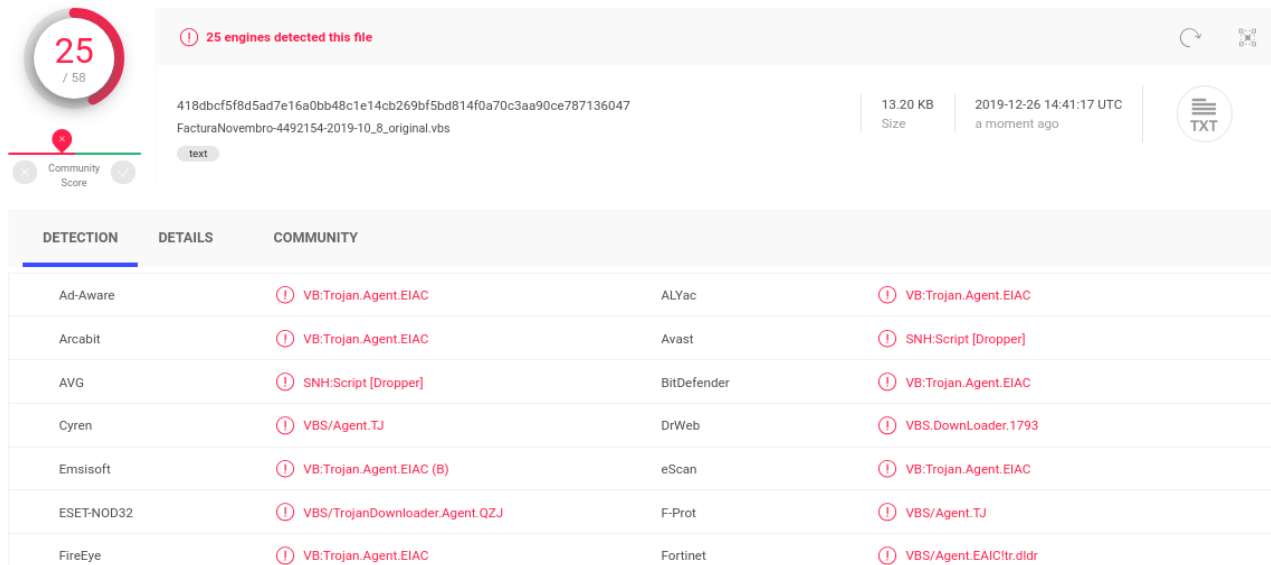 25
/ 58
Community
Score
25 engines detected this file
418dbcf5f8d5ad7e16a0bb48c1e14cb269bf5bd814f0a70c3aa90ce787136047
FacturaNovembro-4492154-2019-10_8_original.vbs
text
13.20 KB
Size
2019-12-26 14:41:17 UTC
a moment ago
TXT
DETECTION DETAILS COMMUNITY
Ad-Aware VB:Trojan.Agent.EIAC ALYac VB:Trojan.Agent.EIAC
Arcabit VB:Trojan.Agent.EIAC Avast SNH:Script [Dropper]
AVG SNH:Script [Dropper] BitDefender VB:Trojan.Agent.EIAC
Cyren VBS/Agent.TJ DrWeb VBS.DownLoader.1793
Emsisoft VB:Trojan.Agent.EIAC (B) eScan VB:Trojan.Agent.EIAC
ESET-NOD32 VBS/TrojanDownloader.Agent.QZJ F-Prot VBS/Agent.TJ
FireEye VB:Trojan.Agent.EIAC Fortinet VBS/Agent.EAIC!tr.dldr